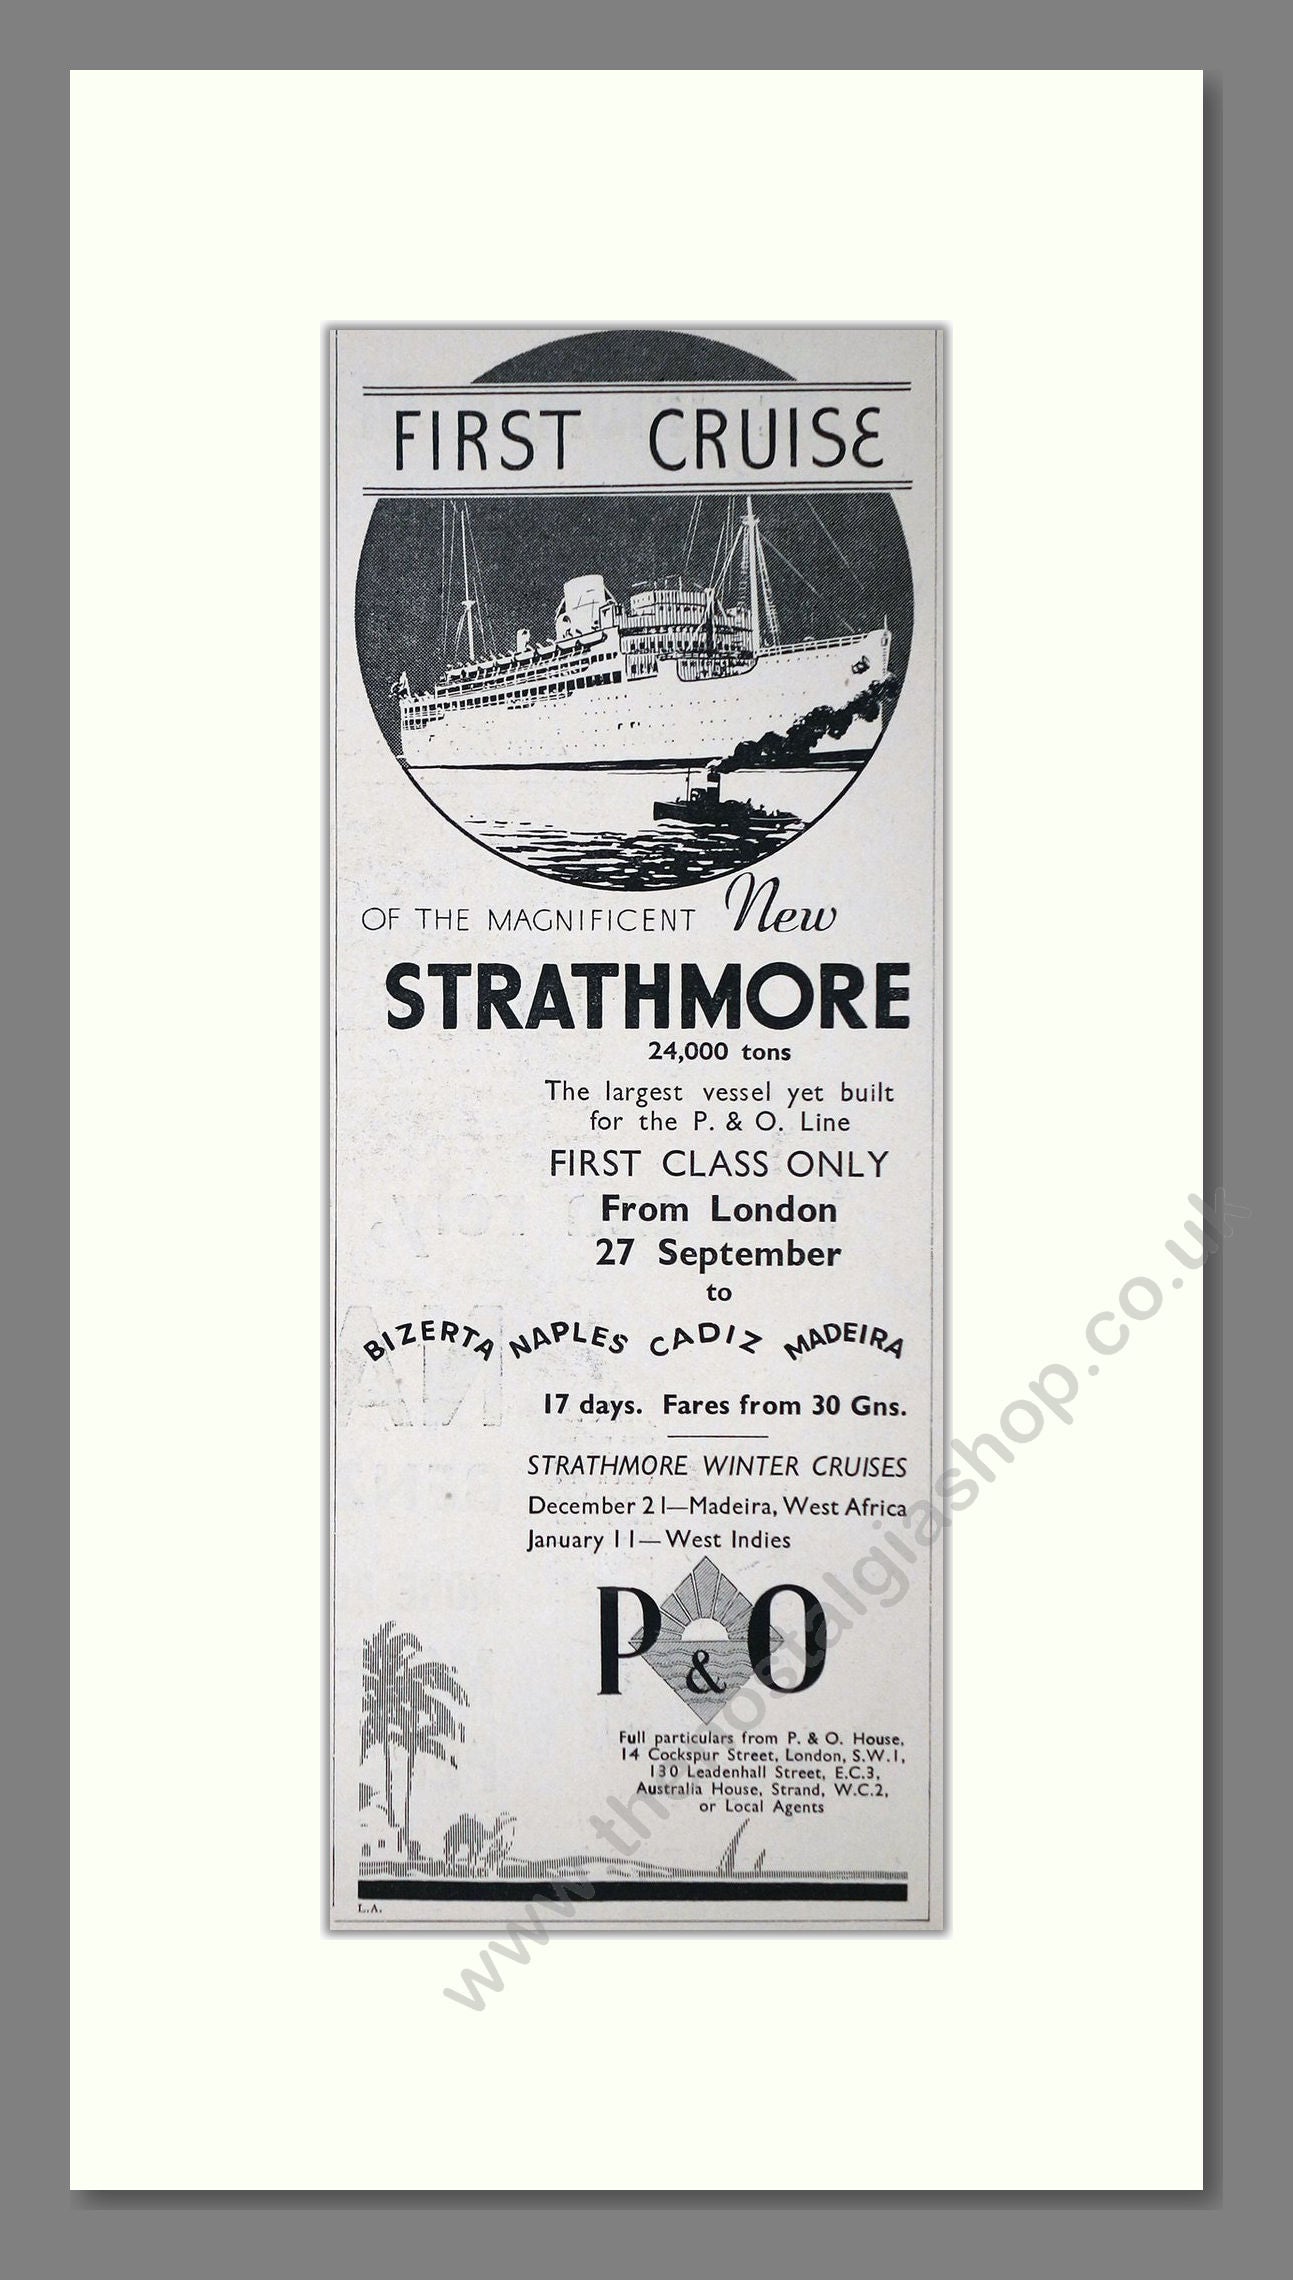 FIRST CRUISE
OF THE MAGNIFICENT New
STRATHMORE
24,000 tons
The largest vessel yet built
for the P. & O. Line
FIRST CLASS ONLY
From London
27 September
to
BIZERTA NAPLES CADIZ MADEIRA
17 days. Fares from 30 Gns.
STRATHMORE WINTER CRUISES
December 21—Madeira, West Africa
January 11—West Indies
P & O
Full particulars from P. & O. House,
14 Cockspur Street, London, S.W.1,
130 Leadenhall Street, E.C.3,
Australia House, Strand, W.C.2,
or Local Agents
L.A.
www.thenostalgiashop.co.uk